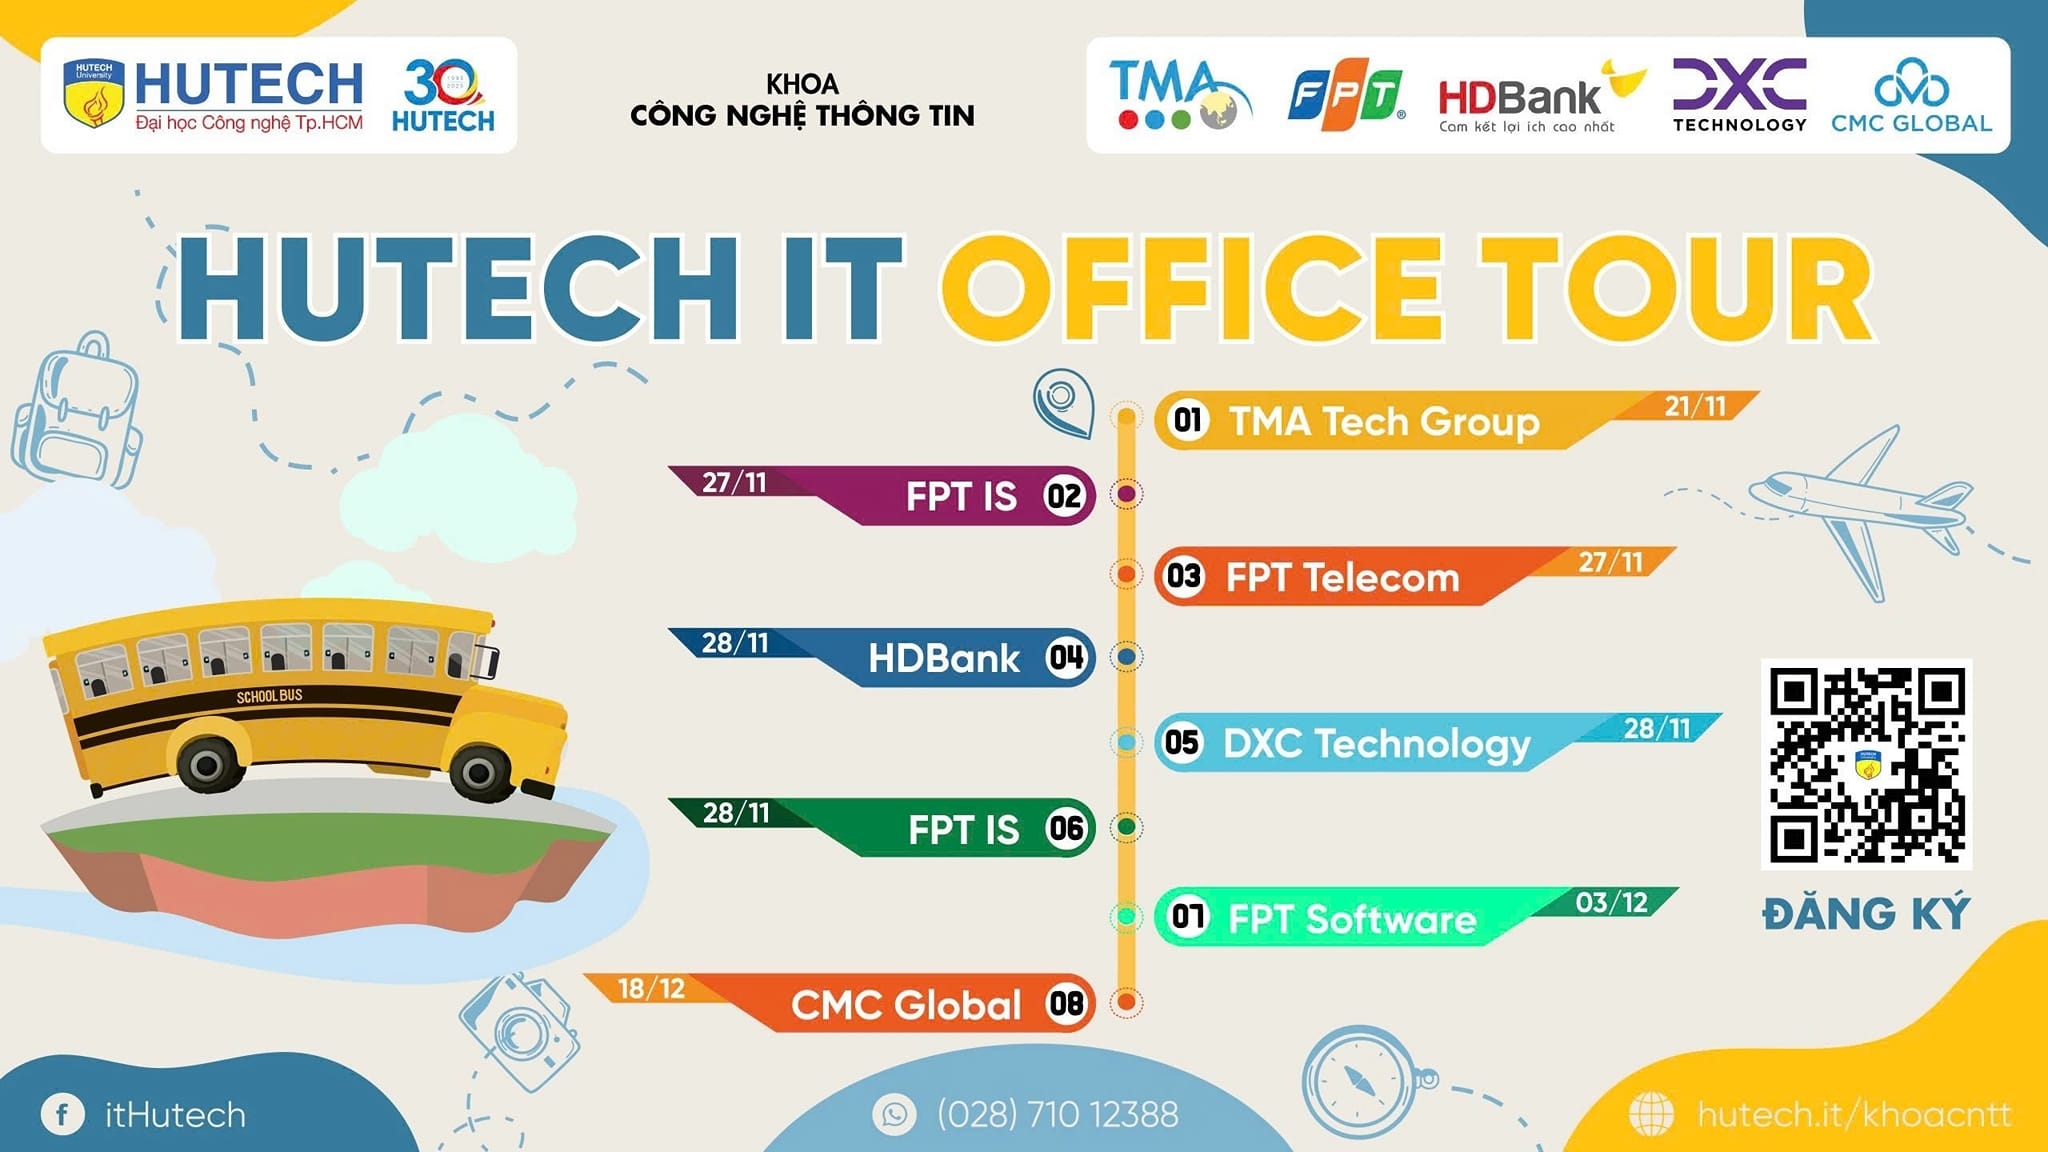 HUTECH
University
HUTECH
Đại học Công nghệ Tp.HCM
30
1995
2025
HUTECH
KHOA
CÔNG NGHỆ THÔNG TIN
TMA
FPT
HDBank
Cam kết lợi ích cao nhất
DXC
TECHNOLOGY
CMC GLOBAL
HUTECH IT OFFICE TOUR
01 TMA Tech Group 21/11
27/11 FPT IS 02
03 FPT Telecom 27/11
28/11 HDBank 04
05 DXC Technology 28/11
28/11 FPT IS 06
07 FPT Software 03/12
18/12 CMC Global 08
SCHOOL BUS
ĐĂNG KÝ
itHutech
(028) 710 12388
hutech.it/khoacntt